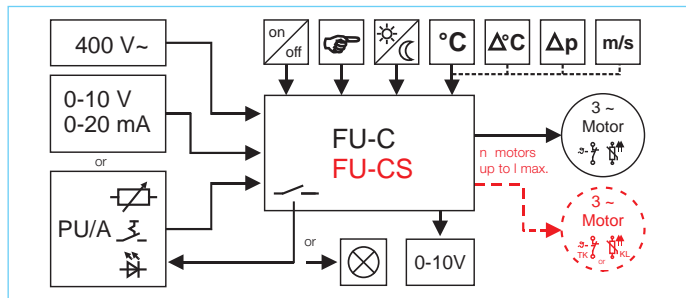 400 V~
on
off
°C
Δ°C
Δp
m/s
0-10 V
0-20 mA
or
PU/A
FU-C
FU-CS
n motors
up to I max.
3 ~
Motor
3 ~
Motor
TK or KL
or
0-10V